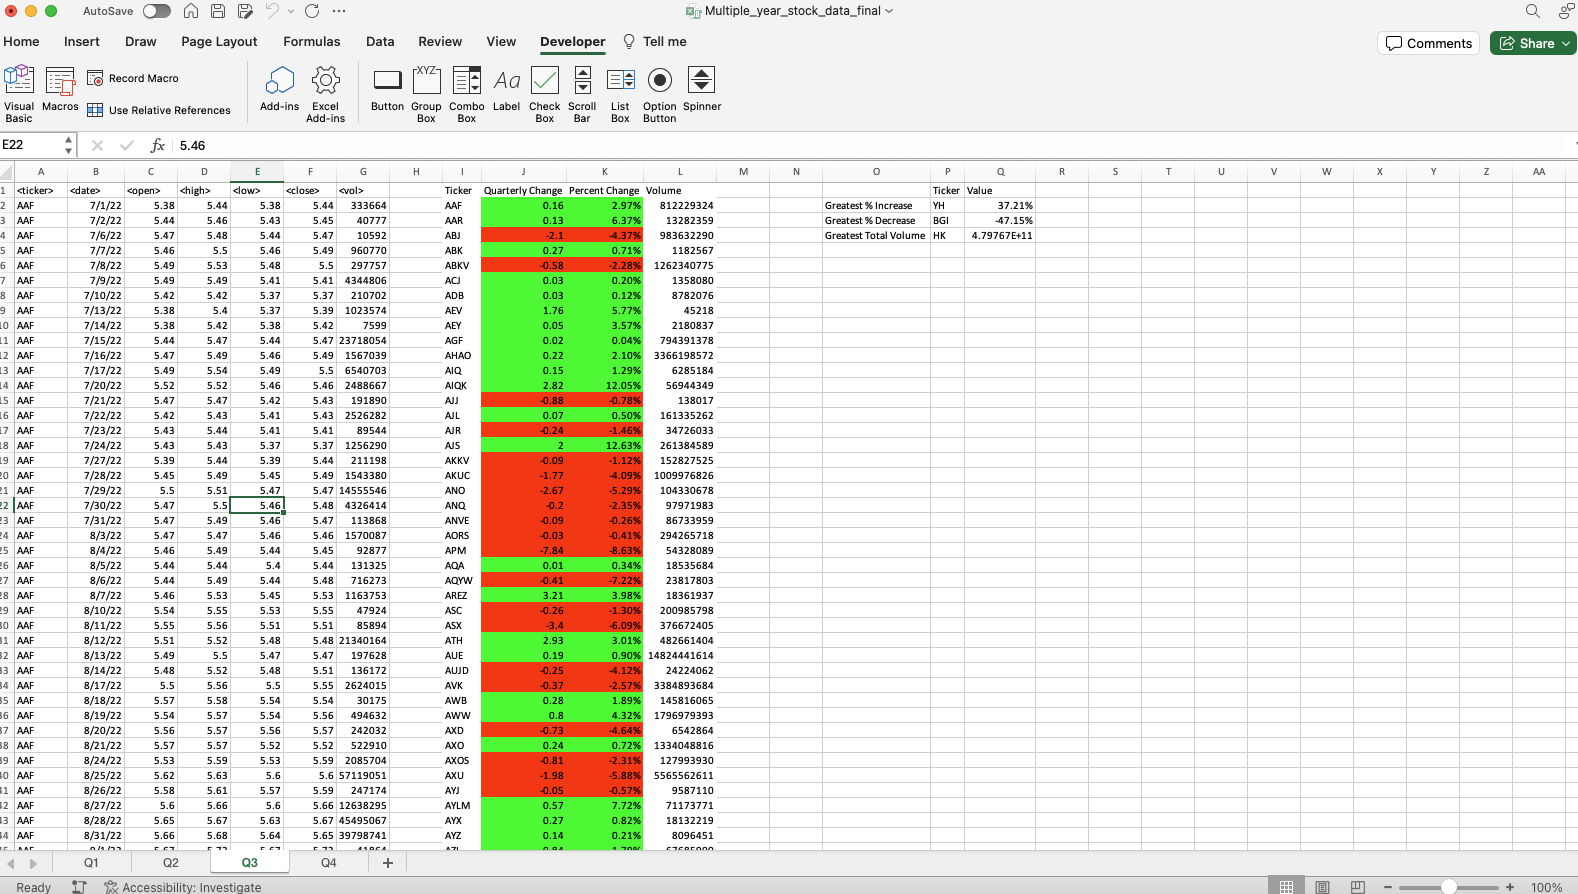 AutoSave
Multiple_year_stock_data_final
Home Insert Draw Page Layout Formulas Data Review View Developer Tell me Comments Share
Visual Basic
Macros
Record Macro
Use Relative References
Add-ins
Excel Add-ins
Button
Group Box
Combo Box
Label
Check Box
Scroll Bar
List Box
Option Button
Spinner
E22 fx 5.46
A B C D E F G H I J K L M N O P Q R S T U V W X Y Z AA
1 <ticker> <date> <open> <high> <low> <close> <vol> Ticker Quarterly Change Percent Change Volume Ticker Value
2 AAF 7/1/22 5.38 5.44 5.38 5.44 333664 AAF 0.16 2.97% 812229324 Greatest % Increase YH 37.21%
3 AAF 7/2/22 5.44 5.46 5.43 5.45 40777 AAR 0.13 6.37% 13282359 Greatest % Decrease BGI -47.15%
4 AAF 7/6/22 5.47 5.48 5.44 5.47 10592 ABJ -2.1 -4.37% 983632290 Greatest Total Volume HK 4.79767E+11
5 AAF 7/7/22 5.46 5.5 5.46 5.49 960770 ABK 0.27 0.71% 1182567
6 AAF 7/8/22 5.49 5.53 5.48 5.5 297757 ABKV -0.58 -2.28% 1262340775
7 AAF 7/9/22 5.49 5.49 5.41 5.41 4344806 ACJ 0.03 0.20% 1358080
8 AAF 7/10/22 5.42 5.42 5.37 5.37 210702 ADB 0.03 0.12% 8782076
9 AAF 7/13/22 5.38 5.4 5.37 5.39 1023574 AEV 1.76 5.77% 45218
10 AAF 7/14/22 5.38 5.42 5.38 5.42 7599 AEY 0.05 3.57% 2180837
11 AAF 7/15/22 5.44 5.47 5.44 5.47 23718054 AGF 0.02 0.04% 794391378
12 AAF 7/16/22 5.47 5.49 5.46 5.49 1567039 AHAO 0.22 2.10% 3366198572
13 AAF 7/17/22 5.49 5.54 5.49 5.5 6540703 AIQ 0.15 1.29% 6285184
14 AAF 7/20/22 5.52 5.52 5.46 5.46 2488667 AIQK 2.82 12.05% 56944349
15 AAF 7/21/22 5.47 5.47 5.42 5.43 191890 AJJ -0.88 -0.78% 138017
16 AAF 7/22/22 5.42 5.43 5.41 5.43 2526282 AJL 0.07 0.50% 161335262
17 AAF 7/23/22 5.43 5.44 5.41 5.41 89544 AJR -0.24 -1.46% 34726033
18 AAF 7/24/22 5.43 5.43 5.37 5.37 1256290 AJS 2 12.63% 261384589
19 AAF 7/27/22 5.39 5.44 5.39 5.44 211198 AKKV -0.09 -1.12% 152827525
20 AAF 7/28/22 5.45 5.49 5.45 5.49 1543380 AKUC -1.77 -4.09% 1009976826
21 AAF 7/29/22 5.5 5.51 5.47 5.47 14555546 ANO -2.67 -5.29% 104330678
22 AAF 7/30/22 5.47 5.5 5.46 5.48 4326414 ANQ -0.2 -2.35% 97971983
23 AAF 7/31/22 5.47 5.49 5.46 5.47 113868 ANVE -0.09 -0.26% 86733959
24 AAF 8/3/22 5.47 5.47 5.46 5.46 1570087 AORS -0.03 -0.41% 294265718
25 AAF 8/4/22 5.46 5.49 5.44 5.45 92877 APM -7.84 -8.63% 54328089
26 AAF 8/5/22 5.44 5.44 5.4 5.44 131325 AQA 0.01 0.34% 18535684
27 AAF 8/6/22 5.44 5.49 5.44 5.48 716273 AQYW -0.41 -7.22% 23817803
28 AAF 8/7/22 5.46 5.53 5.45 5.53 1163753 AREZ 3.21 3.98% 18361937
29 AAF 8/10/22 5.54 5.55 5.53 5.55 47924 ASC -0.26 -1.30% 200985798
30 AAF 8/11/22 5.55 5.56 5.51 5.51 85894 ASX -3.4 -6.09% 376672405
31 AAF 8/12/22 5.51 5.52 5.48 5.48 21340164 ATH 2.93 3.01% 482661404
32 AAF 8/13/22 5.49 5.5 5.47 5.47 197628 AUE 0.19 0.90% 14824441614
33 AAF 8/14/22 5.48 5.52 5.48 5.51 136172 AUJD -0.25 -4.12% 24224062
34 AAF 8/17/22 5.5 5.56 5.5 5.55 2624015 AVK -0.37 -2.57% 3384893684
35 AAF 8/18/22 5.57 5.58 5.54 5.54 30175 AWB 0.28 1.89% 145816065
36 AAF 8/19/22 5.54 5.57 5.54 5.56 494632 AWW 0.8 4.32% 1796979393
37 AAF 8/20/22 5.56 5.57 5.56 5.57 242032 AXD -0.73 -4.64% 6542864
38 AAF 8/21/22 5.57 5.57 5.52 5.52 522910 AXO 0.24 0.72% 1334048816
39 AAF 8/24/22 5.53 5.59 5.53 5.59 2085704 AXOS -0.81 -2.31% 127993930
40 AAF 8/25/22 5.62 5.63 5.6 5.6 57119051 AXU -1.98 -5.88% 5565562611
41 AAF 8/26/22 5.58 5.61 5.57 5.59 247174 AYJ -0.05 -0.57% 9587110
42 AAF 8/27/22 5.6 5.66 5.6 5.66 12638295 AYLM 0.57 7.72% 71173771
43 AAF 8/28/22 5.65 5.67 5.63 5.67 45495067 AYX 0.27 0.82% 18132219
44 AAF 8/31/22 5.66 5.68 5.64 5.65 39798741 AYZ 0.14 0.21% 8096451
Q1 Q2 Q3 Q4 +
Ready Accessibility: Investigate 100%